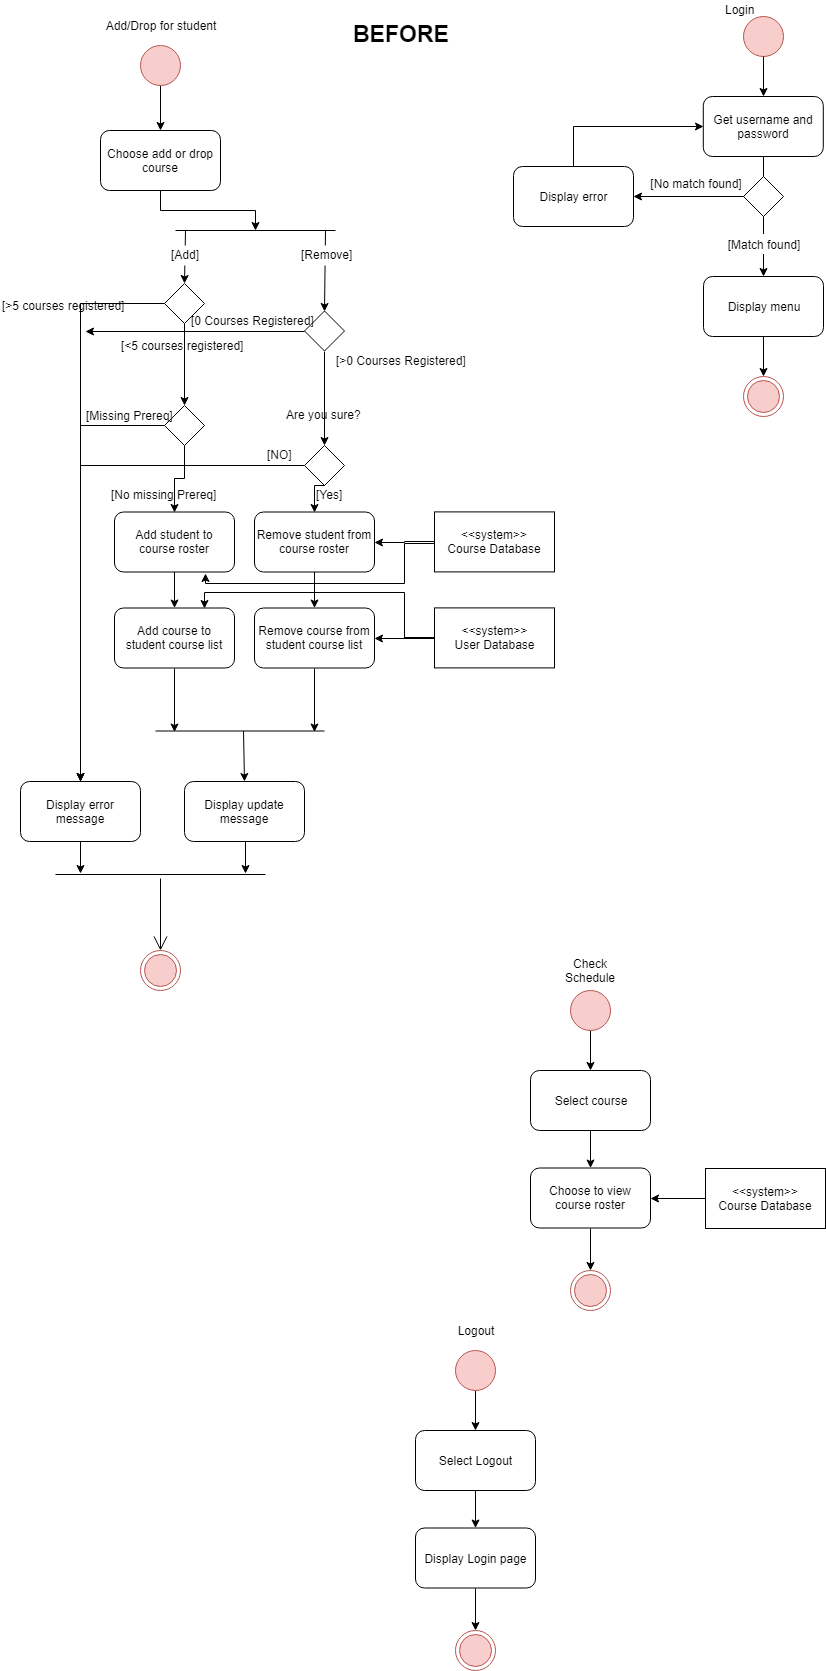 Add/Drop for student
BEFORE
Login
Get username and
password
Choose add or drop
course
[No match found]
Display error
[Match found]
[Add]
[Remove]
[>5 courses registered]
[0 Courses Registered]
Display menu
[<5 courses registered]
[>0 Courses Registered]
[Missing Prereq]
Are you sure?
[NO]
[No missing Prereq]
[Yes]
Add student to
course roster
Remove student from
course roster
<<system>>
Course Database
Add course to
student course list
Remove course from
student course list
<<system>>
User Database
Display error
message
Display update
message
Check
Schedule
Select course
Choose to view
course roster
<<system>>
Course Database
Logout
Select Logout
Display Login page